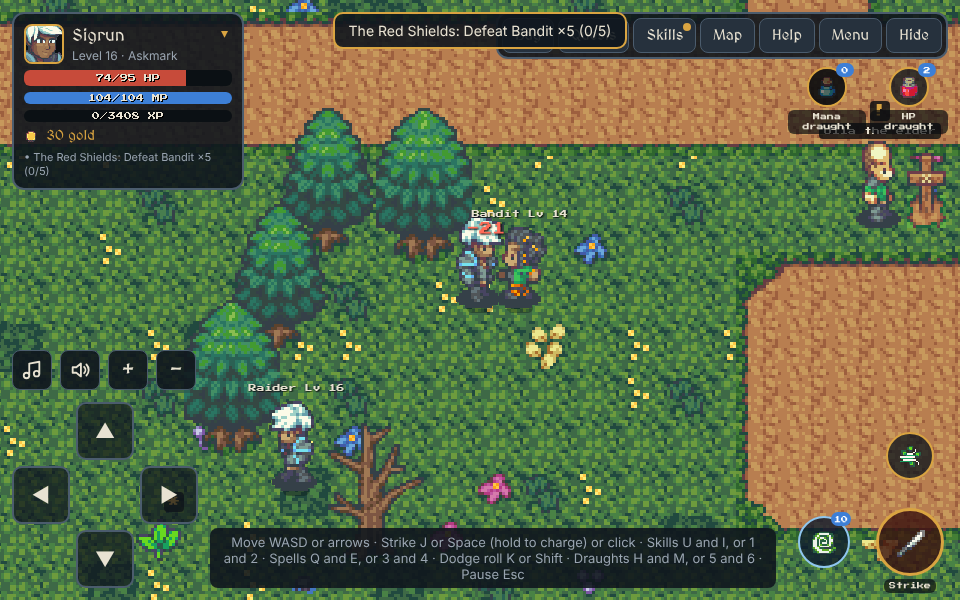 Sigrun
Level 16 · Askmark
74/95 HP
104/104 MP
0/3408 XP
30 gold
• The Red Shields: Defeat Bandit ×5
(0/5)
The Red Shields: Defeat Bandit ×5 (0/5)
Skills
Map
Help
Menu
Hide
0
2
Mana
draught
HP
draught
the elder
Bandit Lv 14
21
Raider Lv 16
10
Strike
Move WASD or arrows · Strike J or Space (hold to charge) or click · Skills U and I, or 1
and 2 · Spells Q and E, or 3 and 4 · Dodge roll K or Shift · Draughts H and M, or 5 and 6 ·
Pause Esc